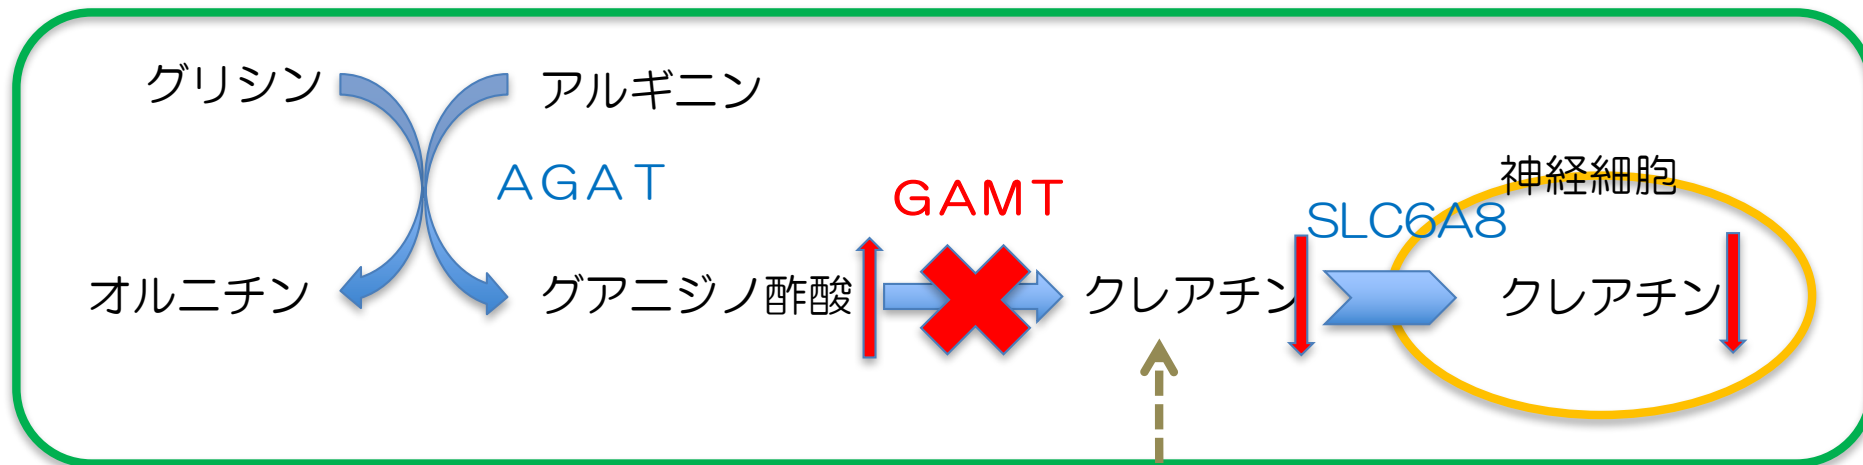 グリシン
アルギニン
AGAT
GAMT
神経細胞
SLC6A8
オルニチン
グアニジノ酢酸
クレアチン
クレアチン